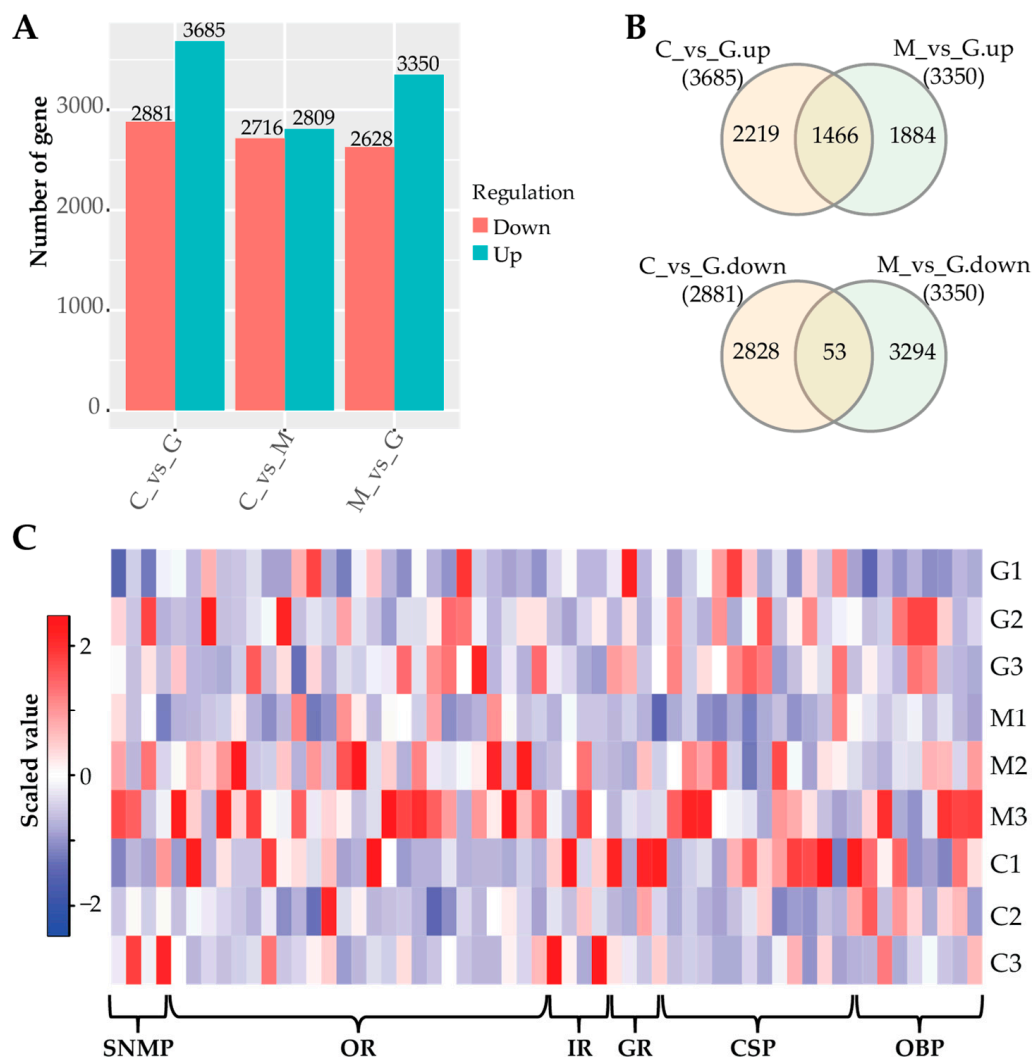 A
Number of gene
3000
2000
1000
0
3685
2881
2716
2809
2628
3350
C_vs_G
C_vs_M
M_vs_G
Regulation
Down
Up
B
C_vs_G.up
(3685)
M_vs_G.up
(3350)
2219
1466
1884
C_vs_G.down
(2881)
M_vs_G.down
(3350)
2828
53
3294
C
Scaled value
2
0
−2
G1
G2
G3
M1
M2
M3
C1
C2
C3
SNMP
OR
IR
GR
CSP
OBP